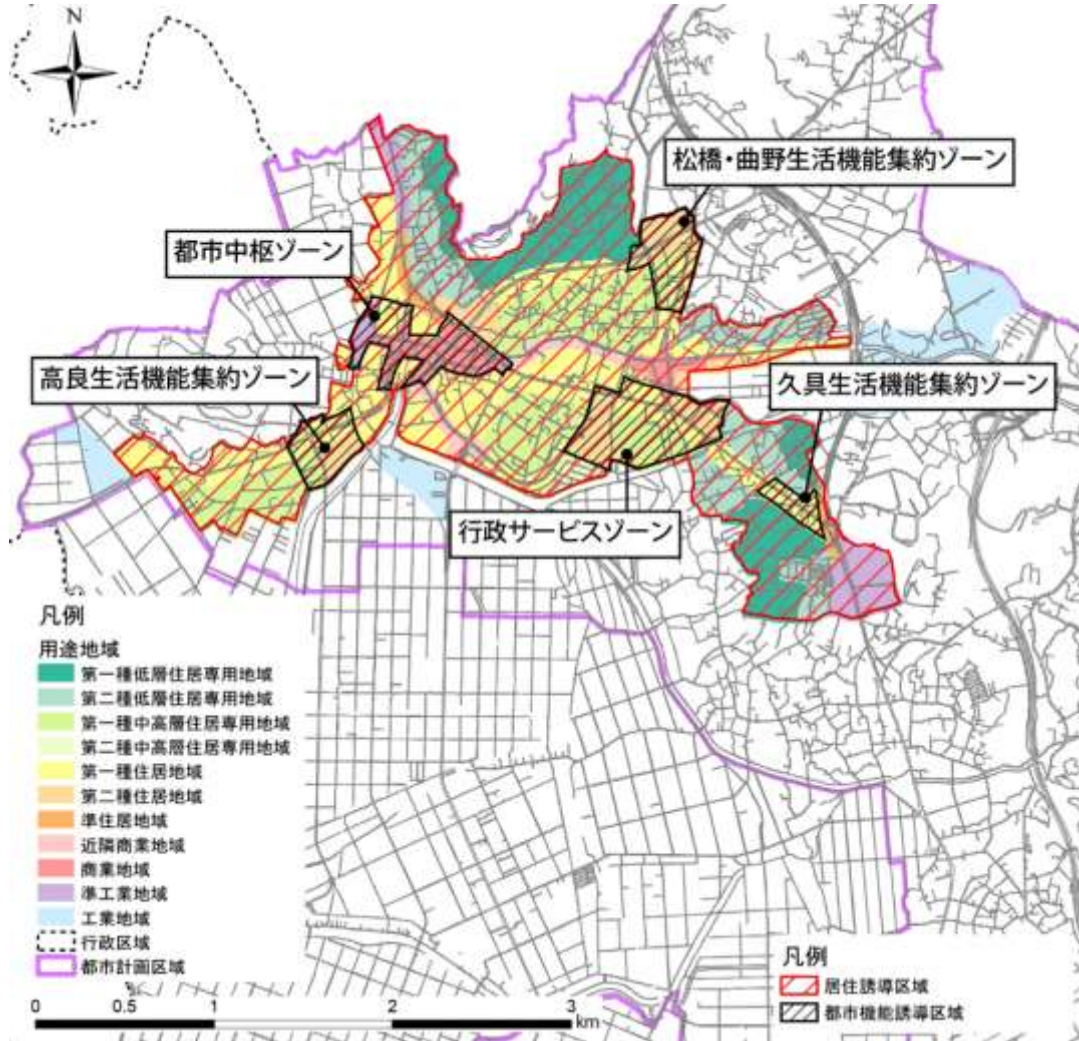 N
松橋・曲野生活機能集約ゾーン
都市中枢ゾーン
高良生活機能集約ゾーン
久具生活機能集約ゾーン
行政サービスゾーン
凡例
用途地域
第一種低層住居専用地域
第二種低層住居専用地域
第一種中高層住居専用地域
第二種中高層住居専用地域
第一種住居地域
第二種住居地域
準住居地域
近隣商業地域
商業地域
準工業地域
工業地域
行政区域
都市計画区域
凡例
居住誘導区域
都市機能誘導区域
0 0.5 1 2 3
km